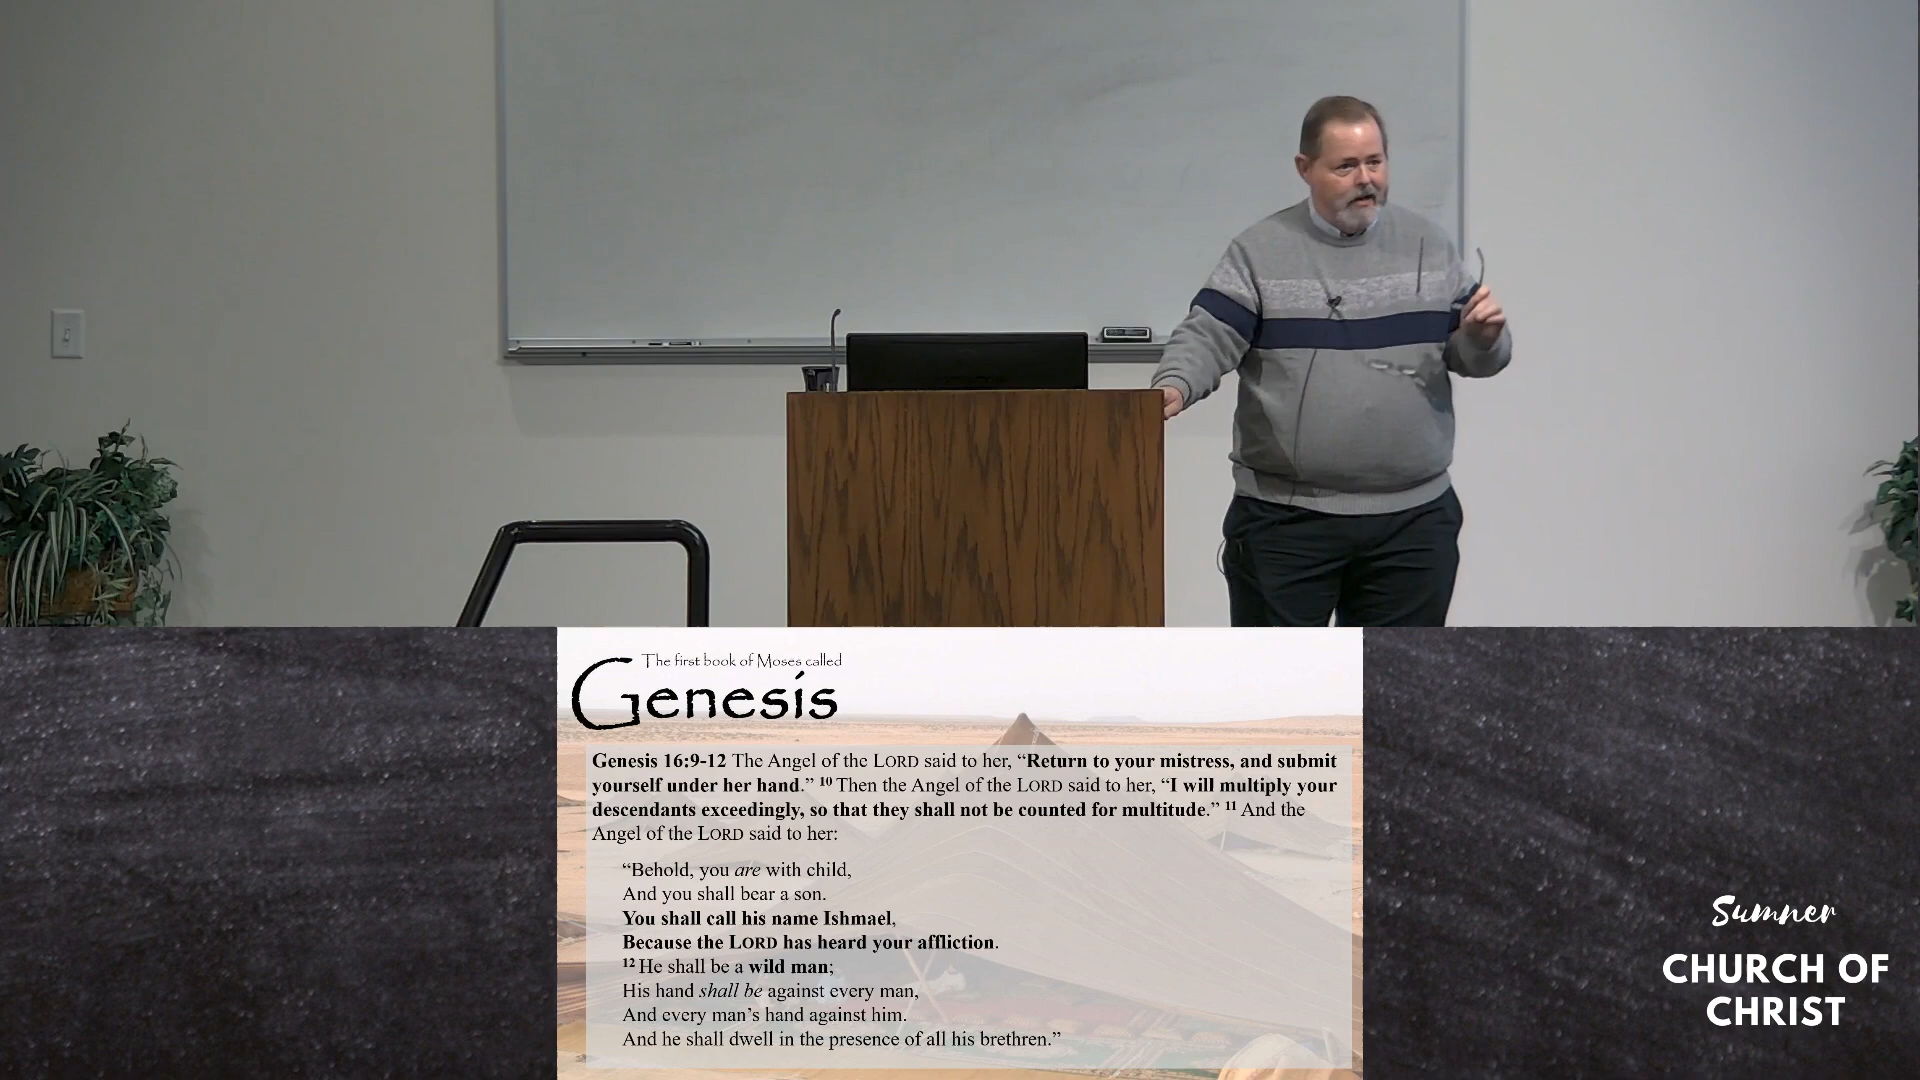 The first book of Moses called
Genesis
Genesis 16:9-12 The Angel of the LORD said to her, “Return to your mistress, and submit
yourself under her hand.” 10 Then the Angel of the LORD said to her, “I will multiply your
descendants exceedingly, so that they shall not be counted for multitude.” 11 And the
Angel of the LORD said to her:
“Behold, you are with child,
And you shall bear a son.
You shall call his name Ishmael,
Because the LORD has heard your affliction.
12 He shall be a wild man;
His hand shall be against every man,
And every man’s hand against him.
And he shall dwell in the presence of all his brethren.”
Sumner
CHURCH OF
CHRIST